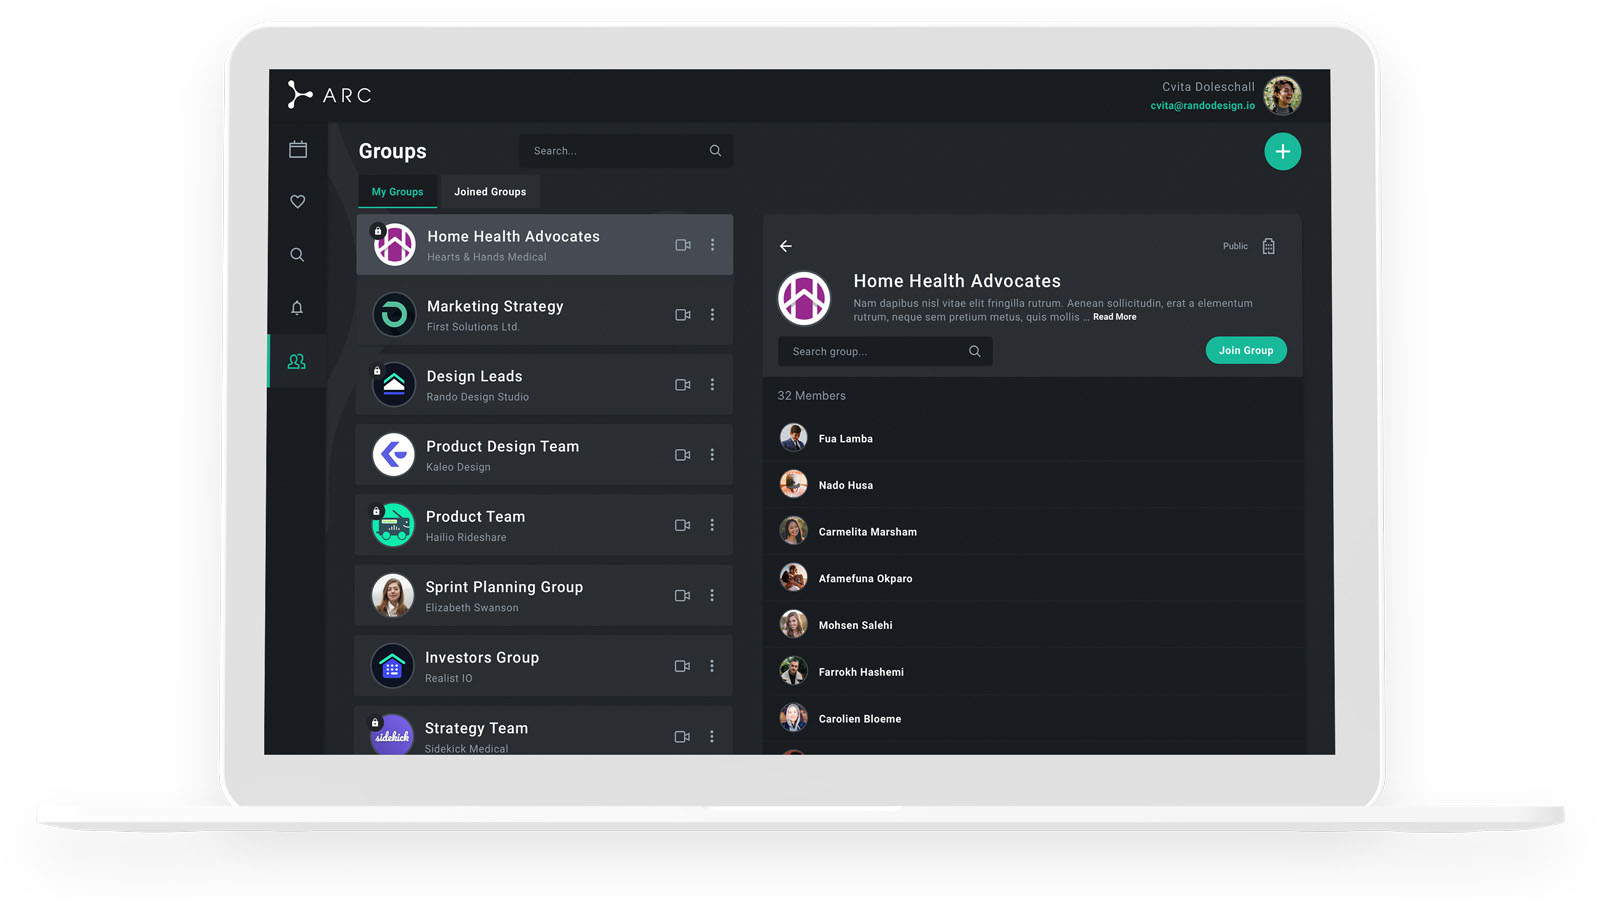 ARC
Cvita Doleschall
cvita@randodesign.io
Groups
Search...
My Groups
Joined Groups
Home Health Advocates
Hearts & Hands Medical
Marketing Strategy
First Solutions Ltd.
Design Leads
Rando Design Studio
Product Design Team
Kaleo Design
Product Team
Hailio Rideshare
Sprint Planning Group
Elizabeth Swanson
Investors Group
Realist IO
sidekick
Strategy Team
Sidekick Medical
Public
Home Health Advocates
Nam dapibus nisl vitae elit fringilla rutrum. Aenean sollicitudin, erat a elementum
rutrum, neque sem pretium metus, quis mollis ... Read More
Search group...
Join Group
32 Members
Fua Lamba
Nado Husa
Carmelita Marsham
Afamefuna Okparo
Mohsen Salehi
Farrokh Hashemi
Carolien Bloeme